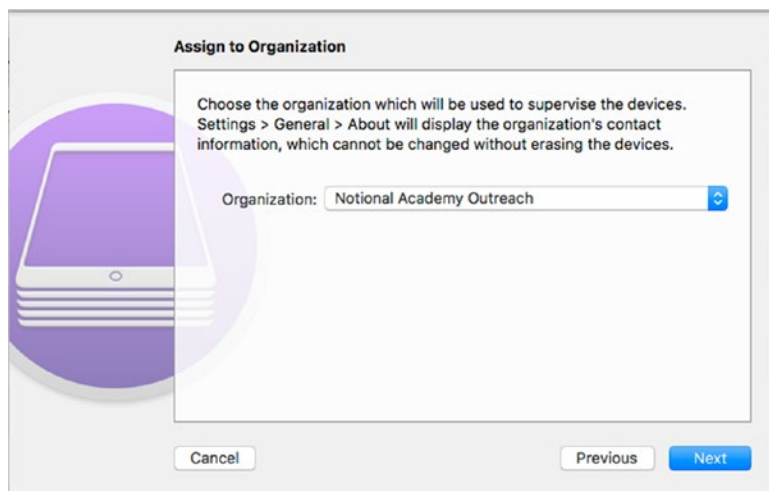 Assign to Organization
Choose the organization which will be used to supervise the devices.
Settings > General > About will display the organization's contact
information, which cannot be changed without erasing the devices.
Organization: Notional Academy Outreach
Cancel Previous Next